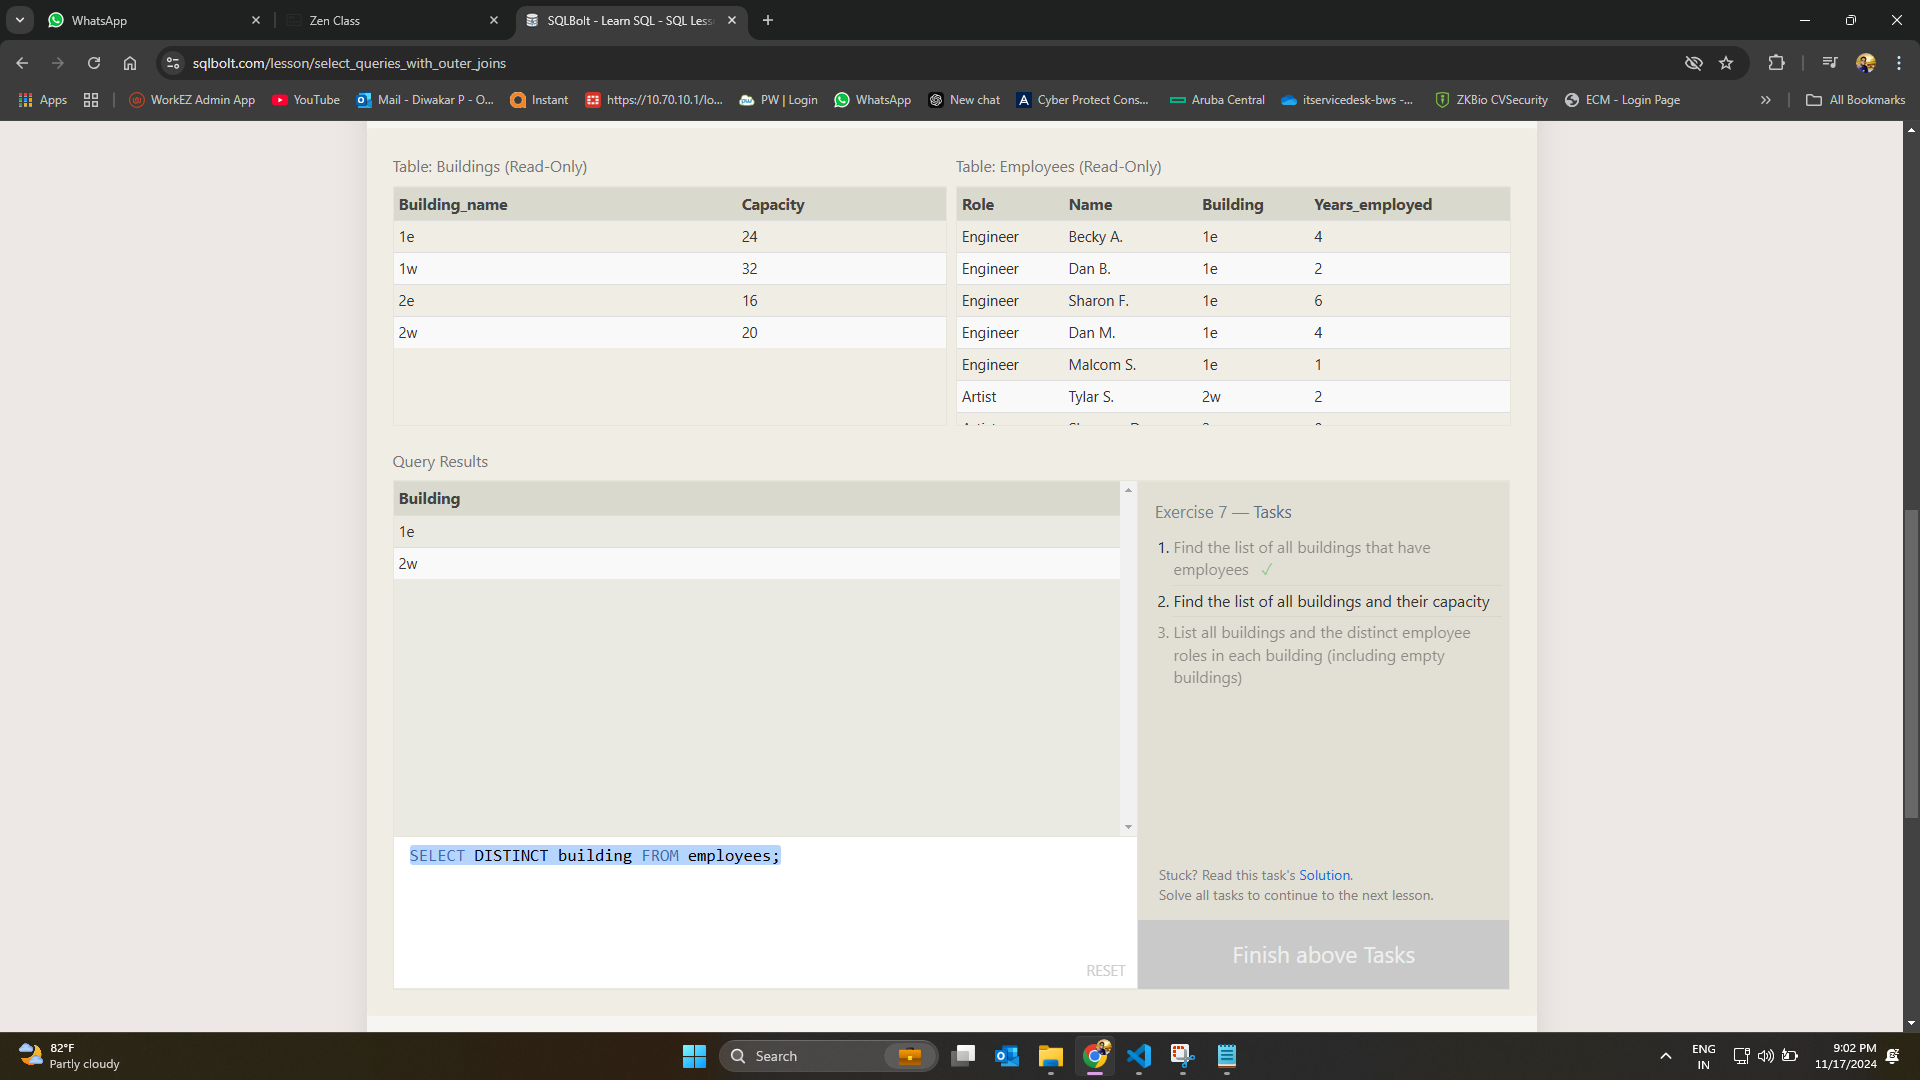 WhatsApp
Zen Class
SQLBolt - Learn SQL - SQL Less
sqlbolt.com/lesson/select_queries_with_outer_joins
Apps
WorkEZ Admin App
YouTube
Mail - Diwakar P - O...
Instant
https://10.70.10.1/lo...
PW | Login
WhatsApp
New chat
Cyber Protect Cons...
Aruba Central
itservicedesk-bws -...
ZKBio CVSecurity
ECM - Login Page
All Bookmarks
Table: Buildings (Read-Only)
Building_name Capacity
1e 24
1w 32
2e 16
2w 20
Table: Employees (Read-Only)
Role Name Building Years_employed
Engineer Becky A. 1e 4
Engineer Dan B. 1e 2
Engineer Sharon F. 1e 6
Engineer Dan M. 1e 4
Engineer Malcom S. 1e 1
Artist Tylar S. 2w 2
Query Results
Building
1e
2w
Exercise 7 — Tasks
1. Find the list of all buildings that have
employees ✓
2. Find the list of all buildings and their capacity
3. List all buildings and the distinct employee
roles in each building (including empty
buildings)
SELECT DISTINCT building FROM employees;
RESET
Stuck? Read this task's Solution.
Solve all tasks to continue to the next lesson.
Finish above Tasks
82°F
Partly cloudy
Search
ENG
IN
9:02 PM
11/17/2024